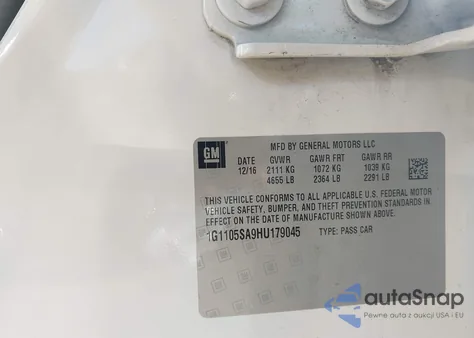 GM
MFD BY GENERAL MOTORS LLC
DATE GVWR GAWR FRT GAWR RR
12/16 2111 KG 1072 KG 1039 KG
4655 LB 2364 LB 2291 LB
THIS VEHICLE CONFORMS TO ALL APPLICABLE U.S. FEDERAL MOTOR
VEHICLE SAFETY, BUMPER, AND THEFT PREVENTION STANDARDS IN
EFFECT ON THE DATE OF MANUFACTURE SHOWN ABOVE.
1G1105SA9HU179045 TYPE: PASS CAR
autaSnap
Pewne auta z aukcji USA i EU